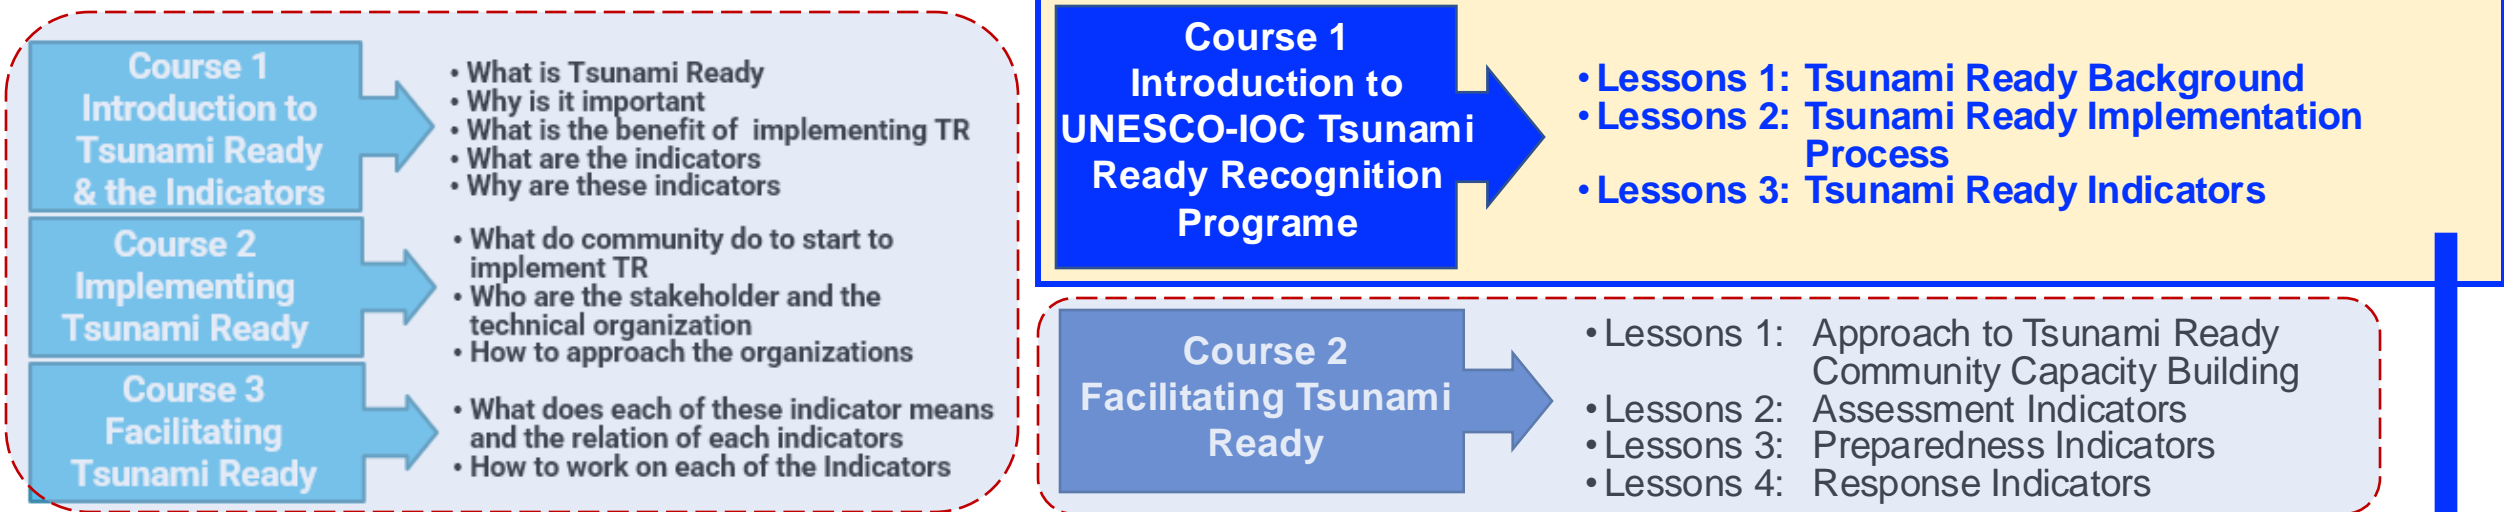 Course 1
Introduction to
Tsunami Ready
& the Indicators
• What is Tsunami Ready
• Why is it important
• What is the benefit of implementing TR
• What are the indicators
• Why are these indicators
Course 2
Implementing
Tsunami Ready
• What do community do to start to
implement TR
• Who are the stakeholder and the
technical organization
• How to approach the organizations
Course 3
Facilitating
Tsunami Ready
• What does each of these indicator means
and the relation of each indicators
• How to work on each of the Indicators
Course 1
Introduction to
UNESCO-IOC Tsunami
Ready Recognition
Programe
• Lessons 1: Tsunami Ready Background
• Lessons 2: Tsunami Ready Implementation
Process
• Lessons 3: Tsunami Ready Indicators
Course 2
Facilitating Tsunami
Ready
• Lessons 1: Approach to Tsunami Ready
Community Capacity Building
• Lessons 2: Assessment Indicators
• Lessons 3: Preparedness Indicators
• Lessons 4: Response Indicators